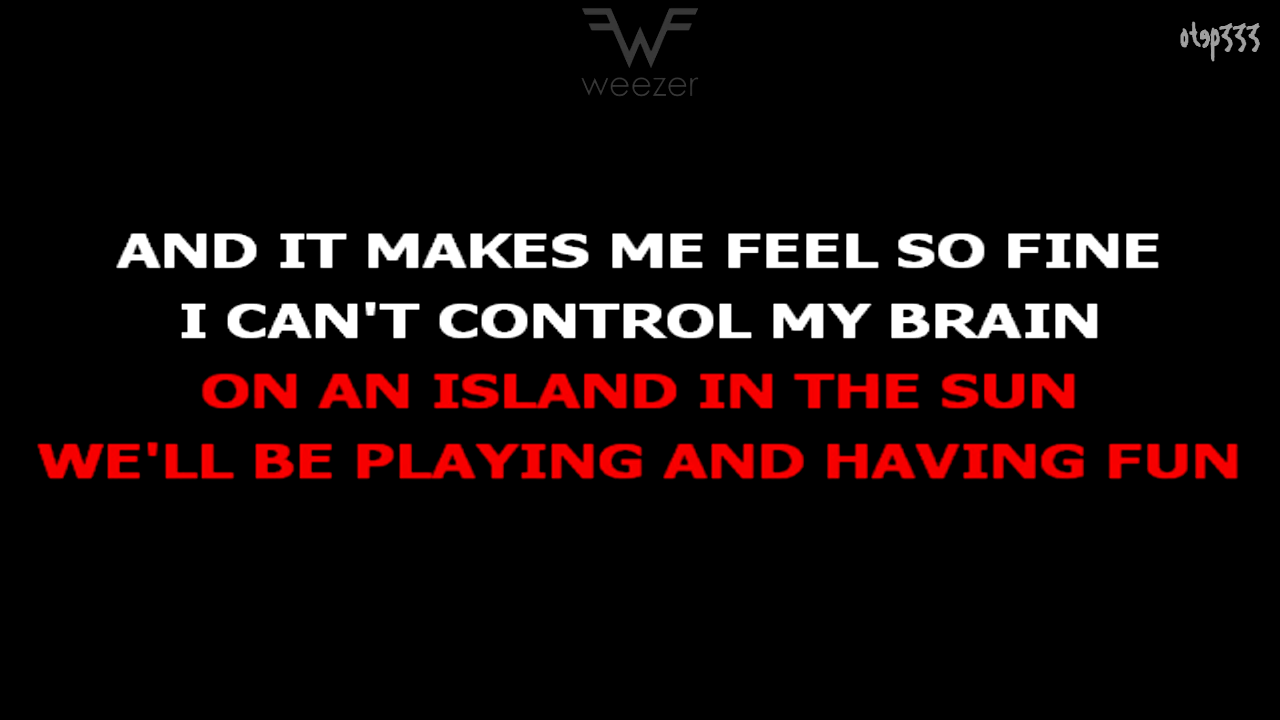 weezer
otep333
AND IT MAKES ME FEEL SO FINE
I CAN'T CONTROL MY BRAIN
ON AN ISLAND IN THE SUN
WE'LL BE PLAYING AND HAVING FUN